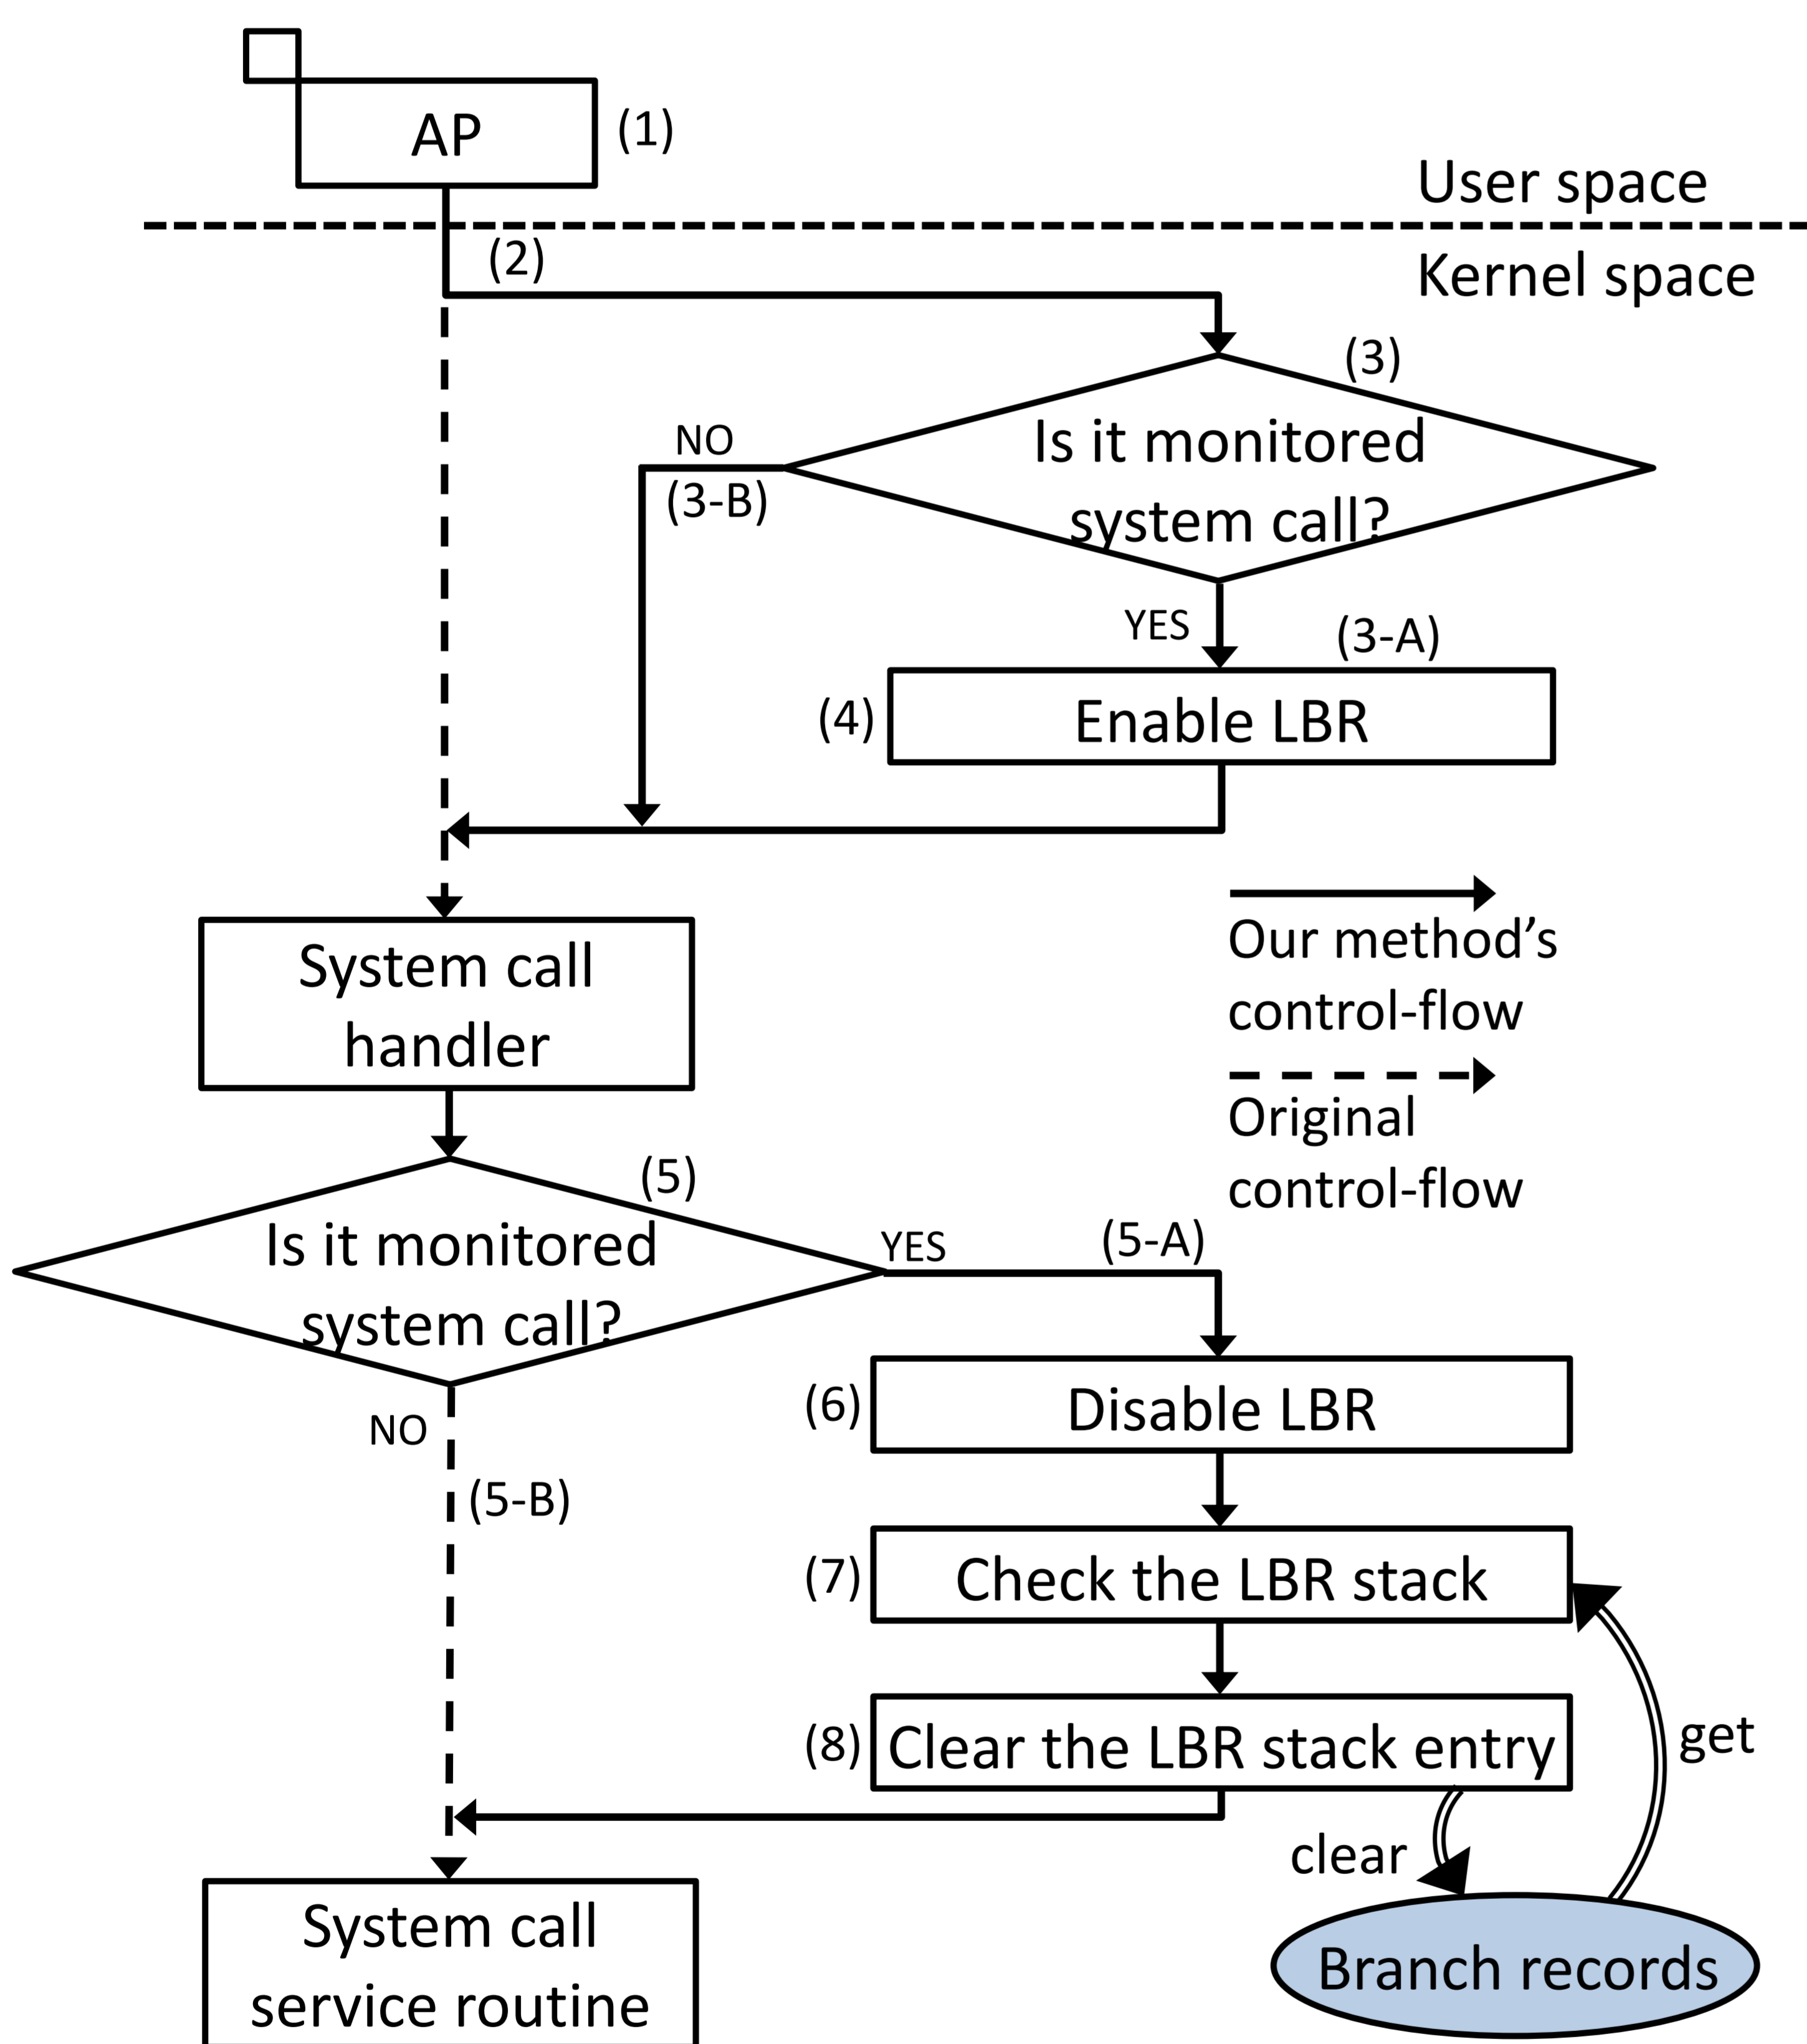 AP
(1)
User space
(2)
Kernel space
(3)
Is it monitored
system call?
NO
(3-B)
YES
(3-A)
(4)
Enable LBR
Our method's
control-flow
Original
control-flow
System call
handler
(5)
Is it monitored
system call?
YES
(5-A)
NO
(5-B)
(6)
Disable LBR
(7)
Check the LBR stack
(8)
Clear the LBR stack entry
get
clear
Branch records
System call
service routine